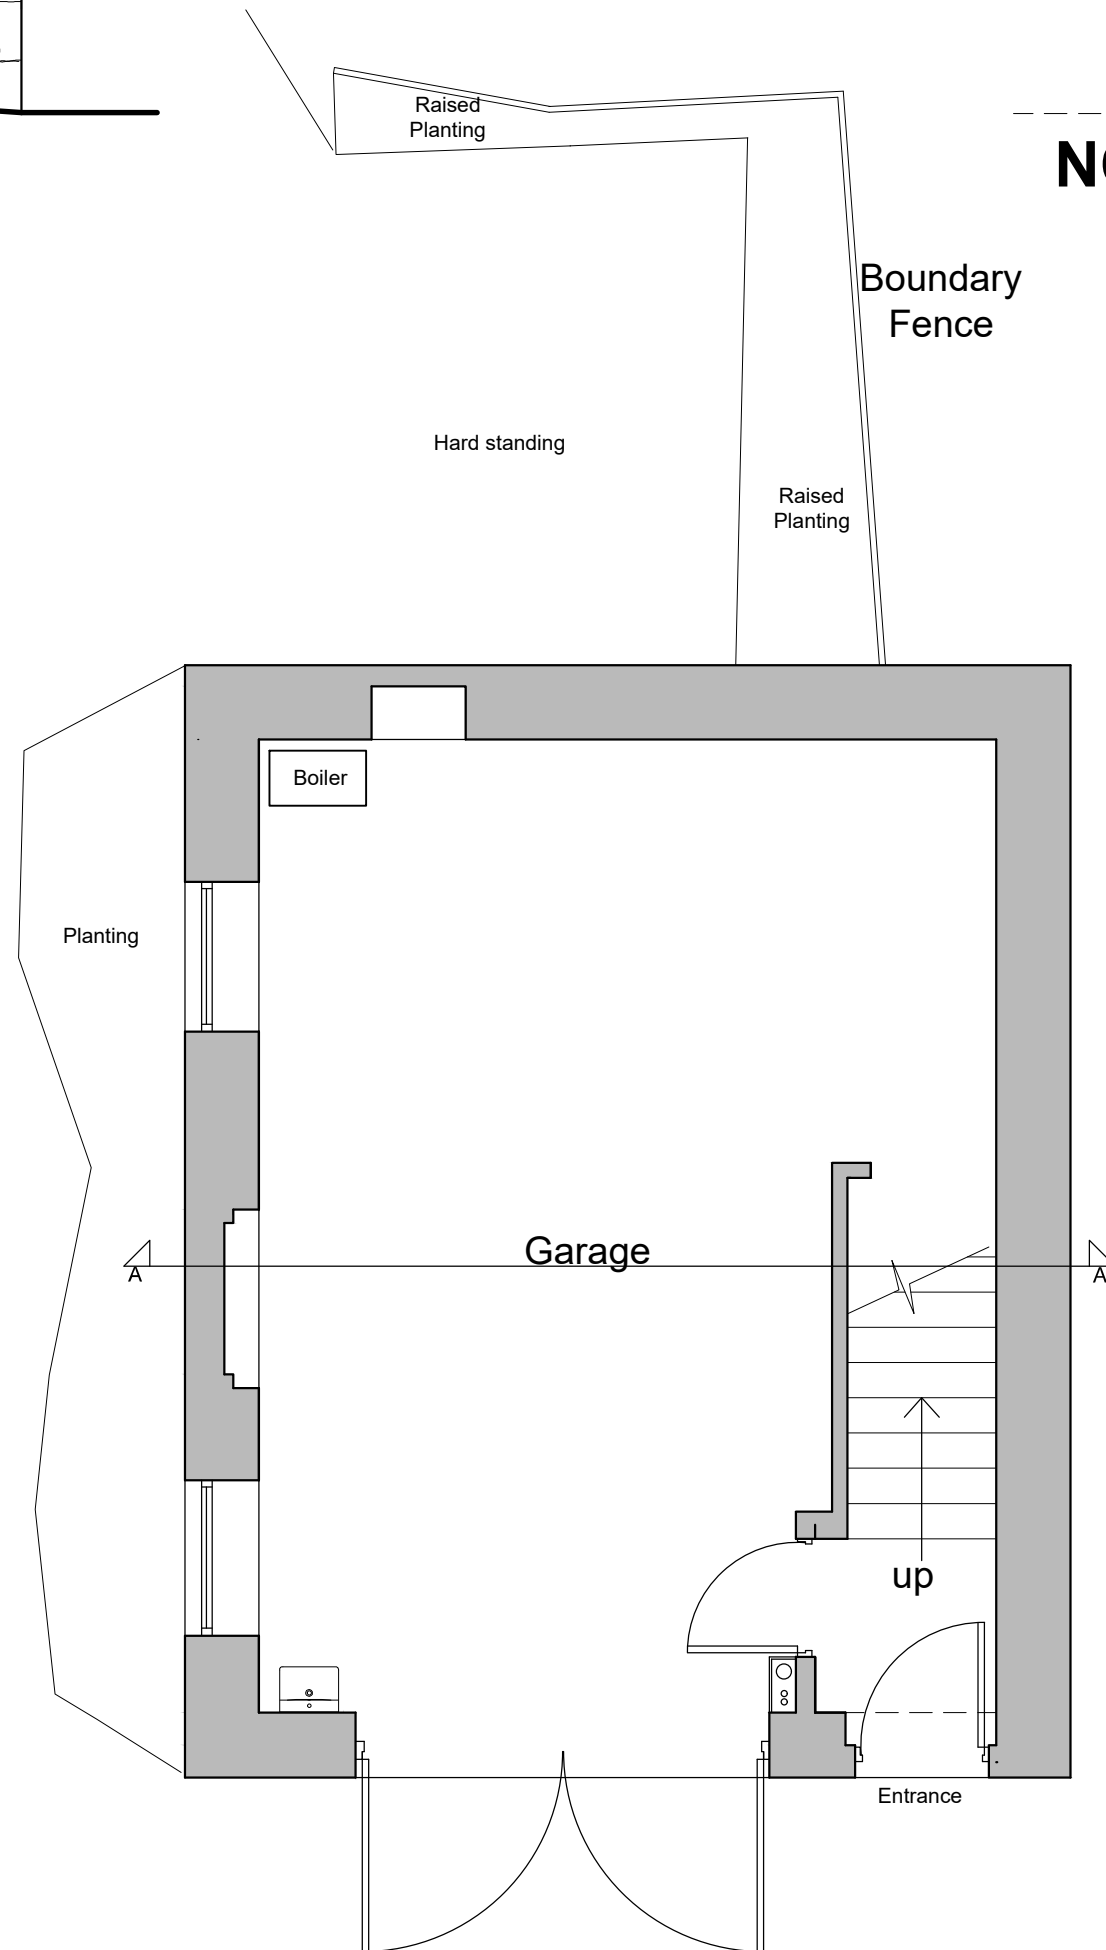 Raised
Planting
Boundary
Fence
Hard standing
Raised
Planting
Boiler
Planting
Garage
A
A
up
Entrance